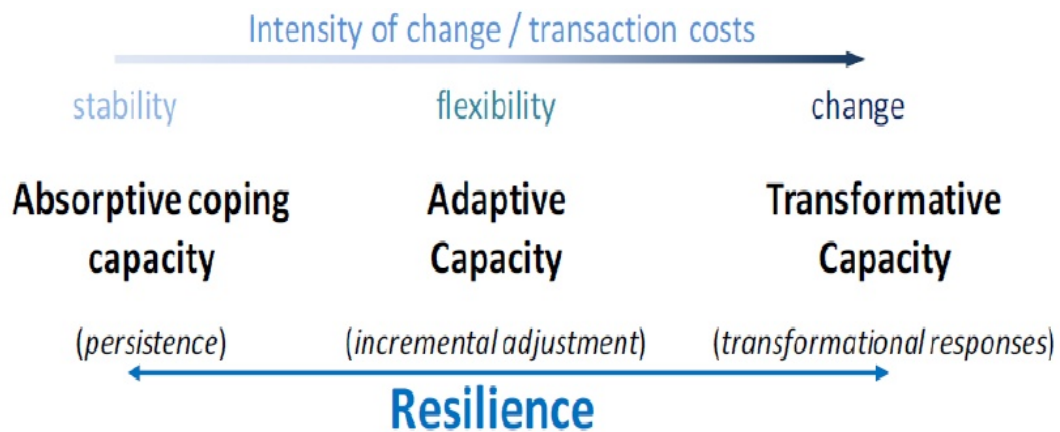 Intensity of change / transaction costs
stability flexibility change
Absorptive coping Adaptive Transformative
capacity Capacity Capacity
(persistence) (incremental adjustment) (transformational responses)
Resilience